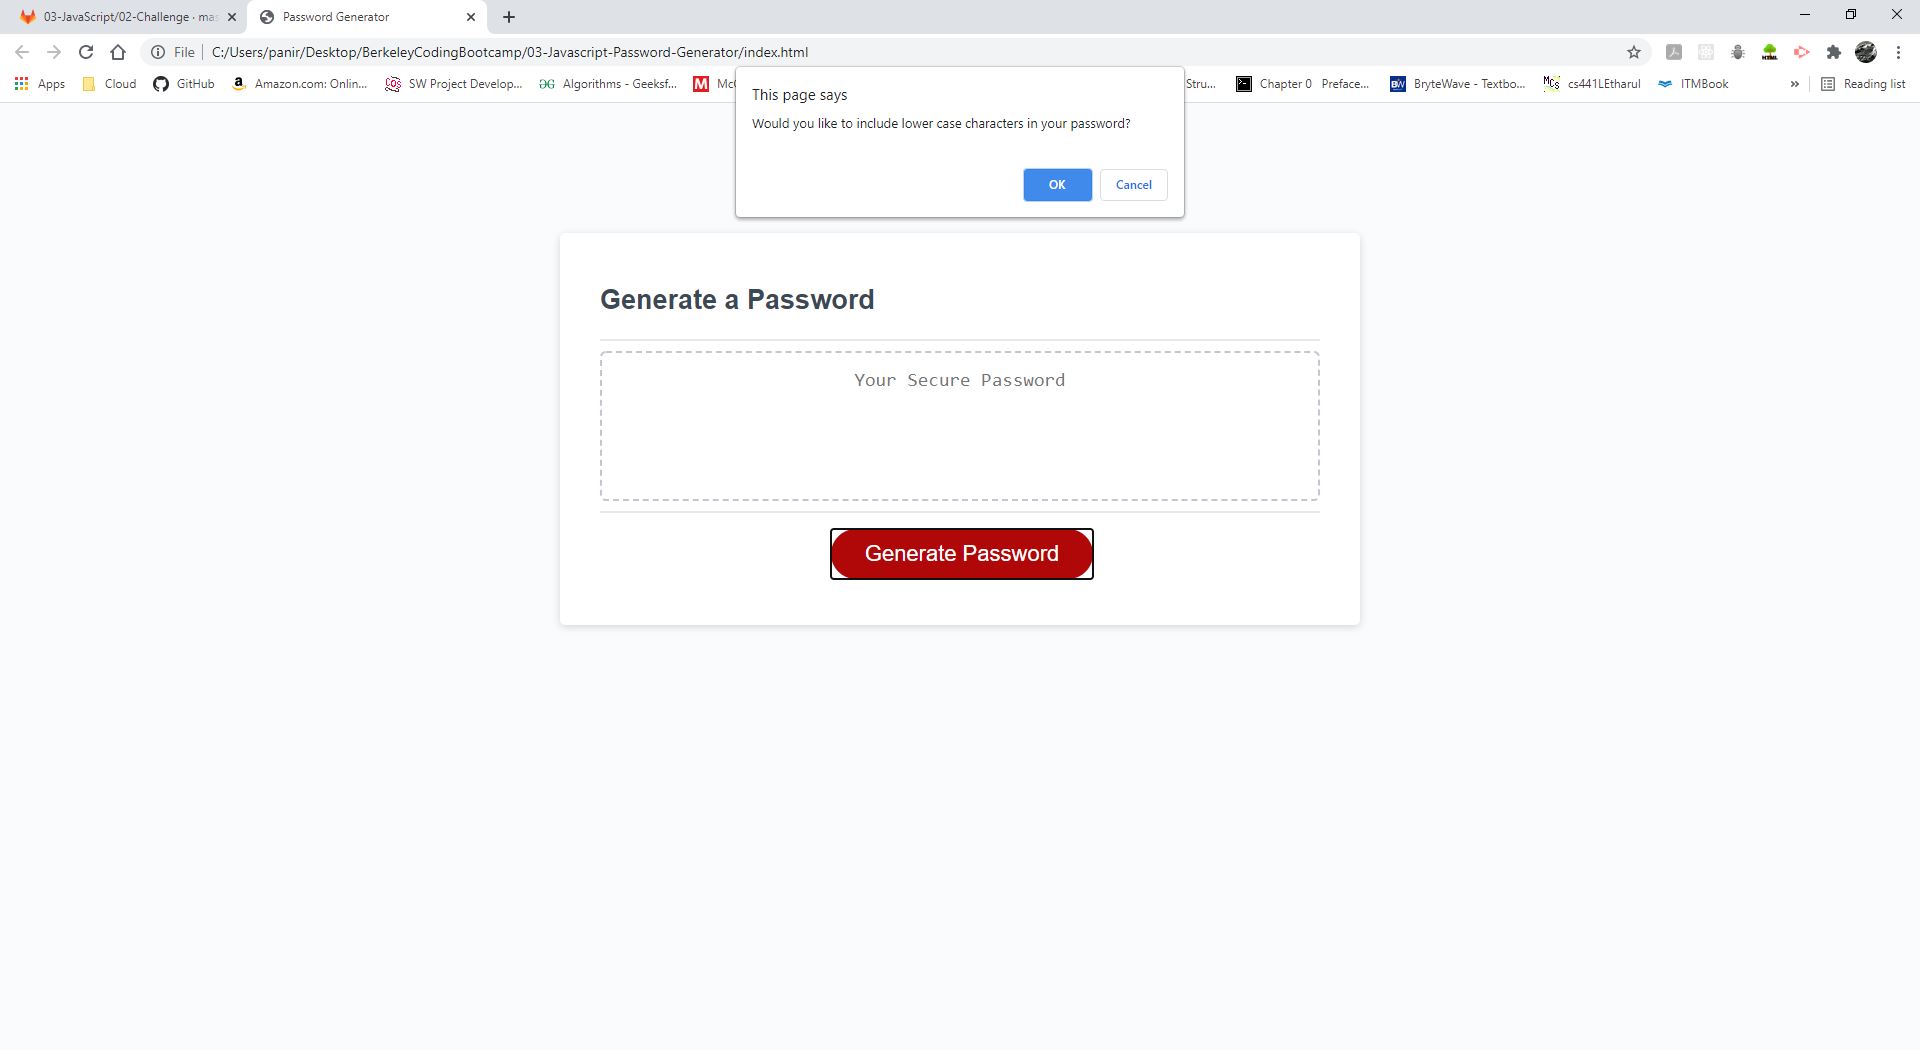 03-JavaScript/02-Challenge · mas
Password Generator
File
C:/Users/panir/Desktop/BerkeleyCodingBootcamp/03-Javascript-Password-Generator/index.html
Apps
Cloud
GitHub
Amazon.com: Onlin...
SW Project Develop...
Algorithms - Geeksf...
Stru...
Chapter 0 Preface...
BryteWave - Textbo...
cs441LEtharul
ITMBook
»
Reading list
This page says
Would you like to include lower case characters in your password?
OK
Cancel
Generate a Password
Your Secure Password
Generate Password